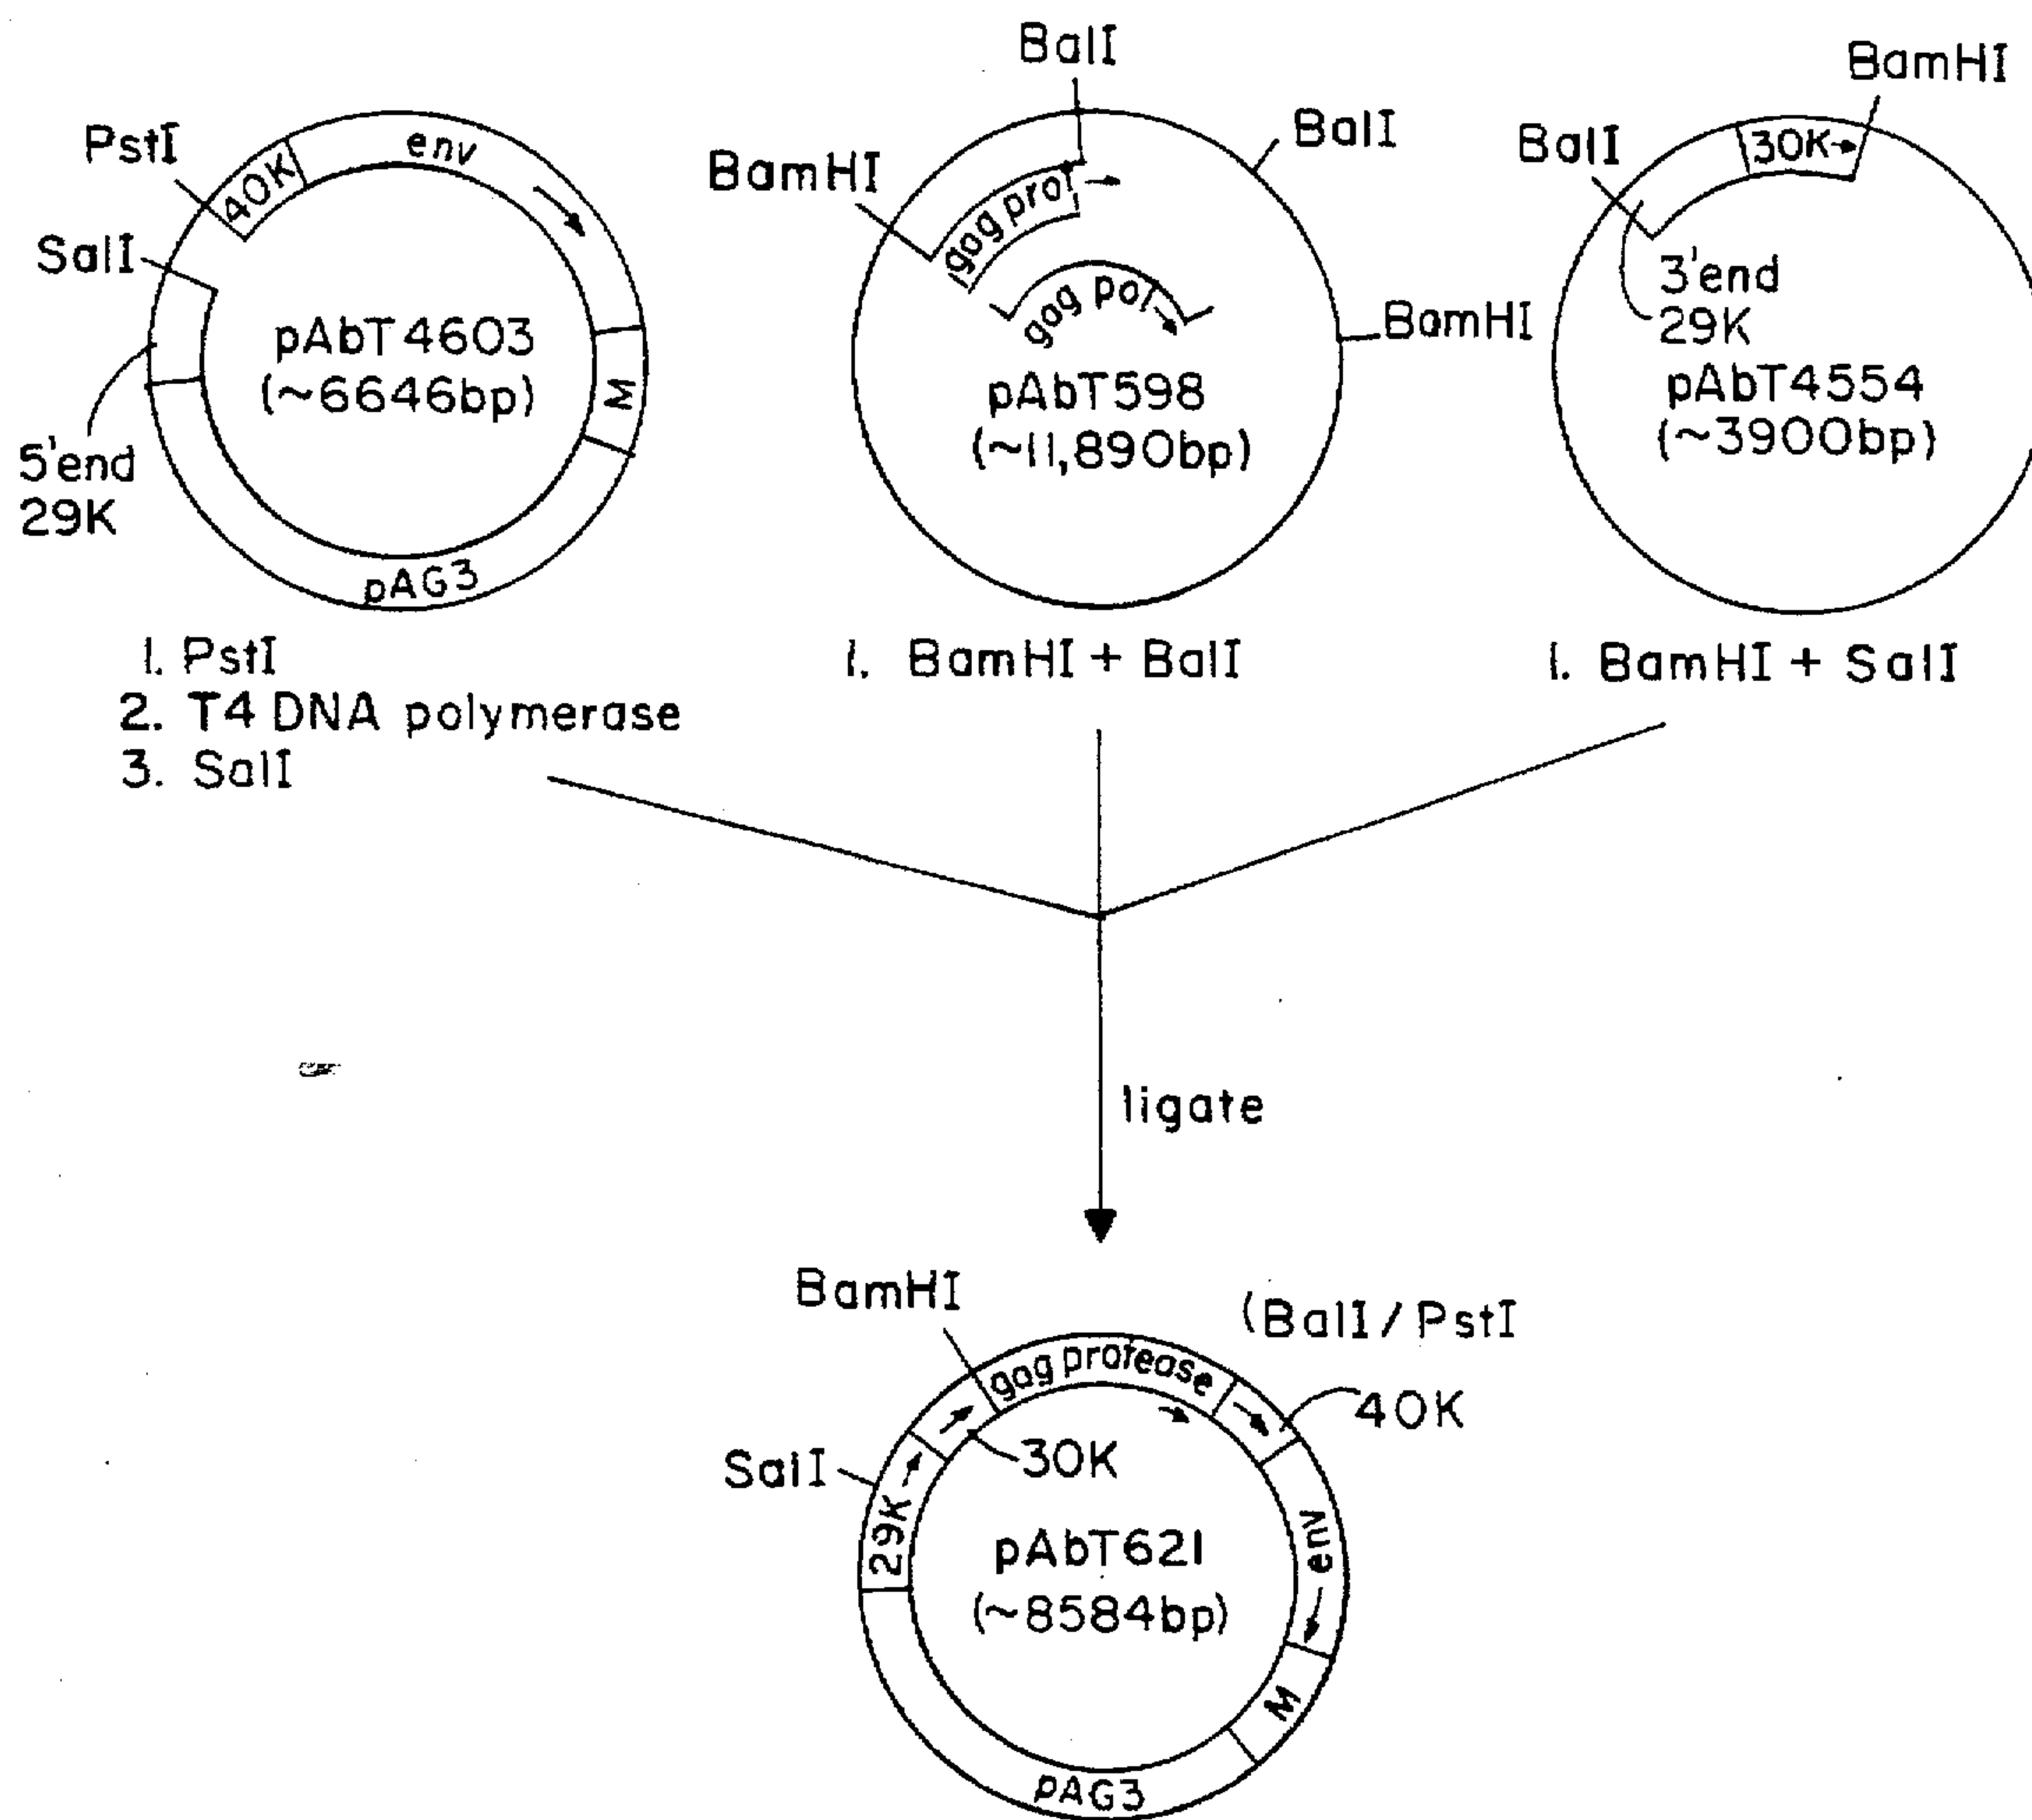 PstI
40K
env
SalI
pAbT4603
(~6646bp)
M
5'end
29K
pAG3
1. PstI
2. T4 DNA polymerase
3. SalI
BalI
BalI
BamHI
gag prot
gag pol
BamHI
pAbT598
(~11,890bp)
1. BamHI + BalI
BamHI
BalI
30K
3'end
29K
pAbT4554
(~3900bp)
1. BamHI + SalI
ligate
BamHI
(BalI/PstI
gag protease
40K
30K
SalI
29K
env
pAbT621
(~8584bp)
M
pAG3